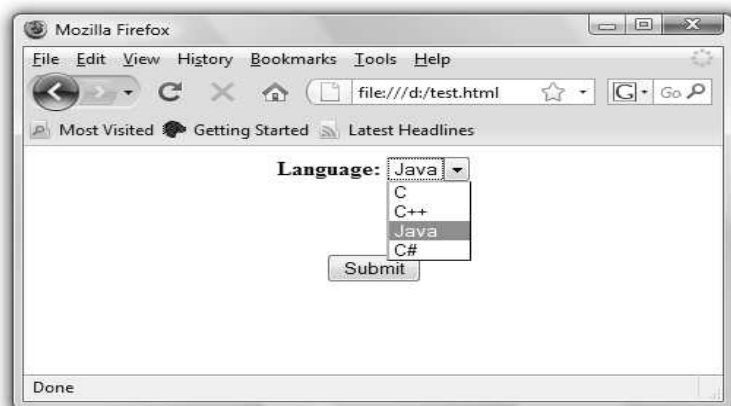 Mozilla Firefox
File Edit View History Bookmarks Tools Help
file:///d:/test.html G Go
Most Visited Getting Started Latest Headlines
Language: Java
C
C++
Java
C#
Submit
Done